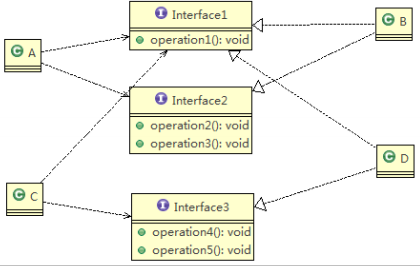 I Interface1
operation1(): void
C A
C B
I Interface2
operation2(): void
operation3(): void
C D
C C
I Interface3
operation4(): void
operation5(): void